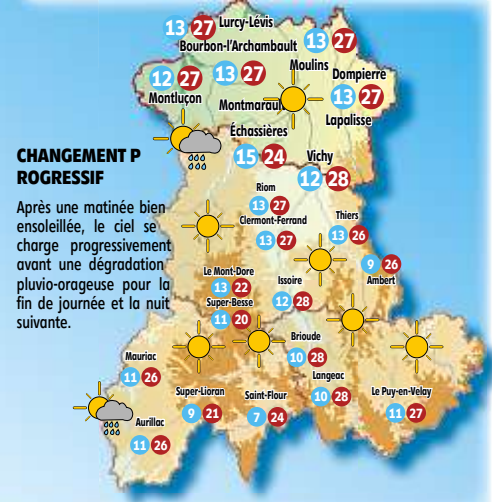 Lurcy-Lévis
13 27
Bourbon-l'Archambault
13 27
Moulins
13 27
Dompierre
12 27
Montluçon
Montmarault
13 27
Lapalisse
Échassières
15 24
Vichy
12 28
CHANGEMENT P
ROGRESSIF
Après une matinée bien
ensoleillée, le ciel se
charge progressivement
avant une dégradation
pluvio-orageuse pour la
fin de journée et la nuit
suivante.
Riom
13 27
Clermont-Ferrand
13 27
Thiers
13 26
9 26
Ambert
Le Mont-Dore
13 22
Super-Besse
11 20
Issoire
12 28
Brioude
10 28
Mauriac
11 26
Langeac
10 28
Super-Lioran
9 21
Saint-Flour
7 24
Le Puy-en-Velay
11 27
Aurillac
11 26